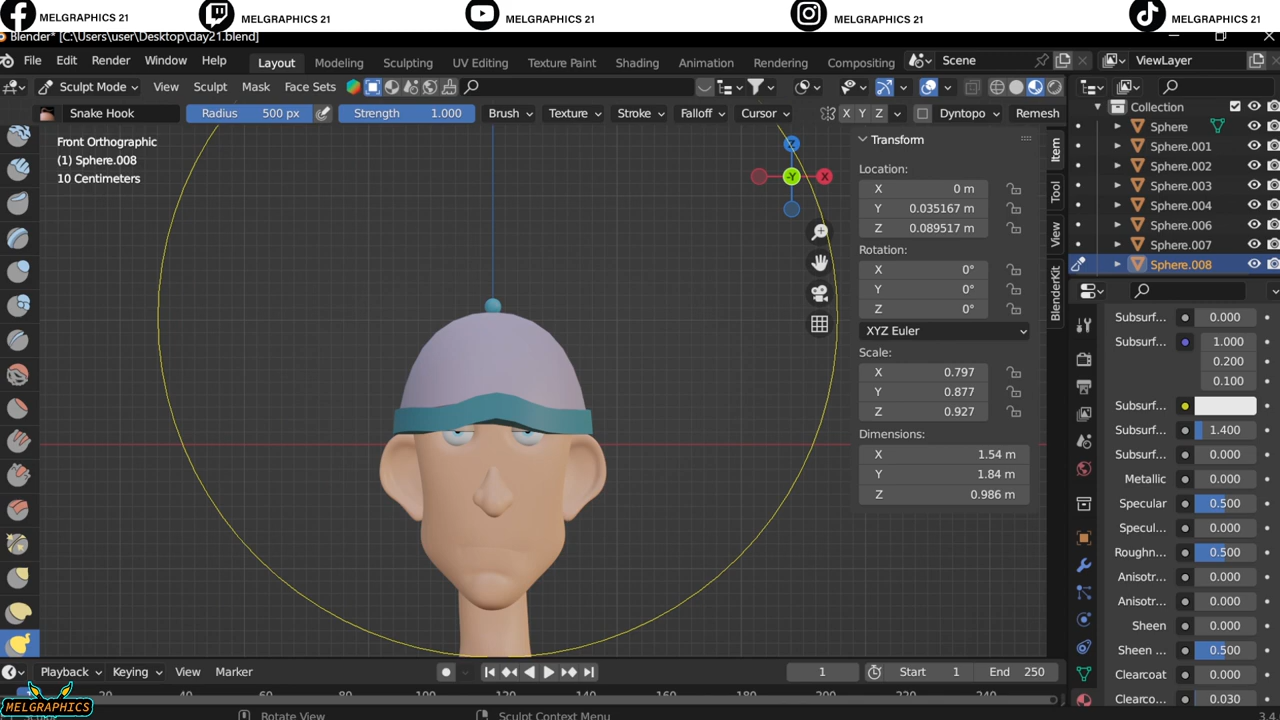 MELGRAPHICS 21 MELGRAPHICS 21 MELGRAPHICS 21 MELGRAPHICS 21 MELGRAPHICS 21
Blender* [C:\Users\user\Desktop\day21.blend]
File Edit Render Window Help Layout Modeling Sculpting UV Editing Texture Paint Shading Animation Rendering Compositing Scene ViewLayer
Sculpt Mode View Sculpt Mask Face Sets
Snake Hook Radius 500 px Strength 1.000 Brush Texture Stroke Falloff Cursor X Y Z Dyntopo Remesh
Front Orthographic
(1) Sphere.008
10 Centimeters
Z
-Y
X
Transform
Location:
X 0 m
Y 0.035167 m
Z 0.089517 m
Rotation:
X 0°
Y 0°
Z 0°
XYZ Euler
Scale:
X 0.797
Y 0.877
Z 0.927
Dimensions:
X 1.54 m
Y 1.84 m
Z 0.986 m
Item
Tool
View
BlenderKit
Collection
Sphere
Sphere.001
Sphere.002
Sphere.003
Sphere.004
Sphere.006
Sphere.007
Sphere.008
Subsurf... 0.000
Subsurf... 1.000
0.200
0.100
Subsurf...
Subsurf... 1.400
Subsurf... 0.000
Metallic 0.000
Specular 0.500
Specul... 0.000
Roughn... 0.500
Anisotr... 0.000
Anisotr... 0.000
Sheen 0.000
Sheen ... 0.500
Clearcoat 0.000
Clearco... 0.030
Playback Keying View Marker 1 Start 1 End 250
20 40 60 80 100 120 140 160 180 200 220 240
MELGRAPHICS
Rotate View Sculpt Context Menu 3.4